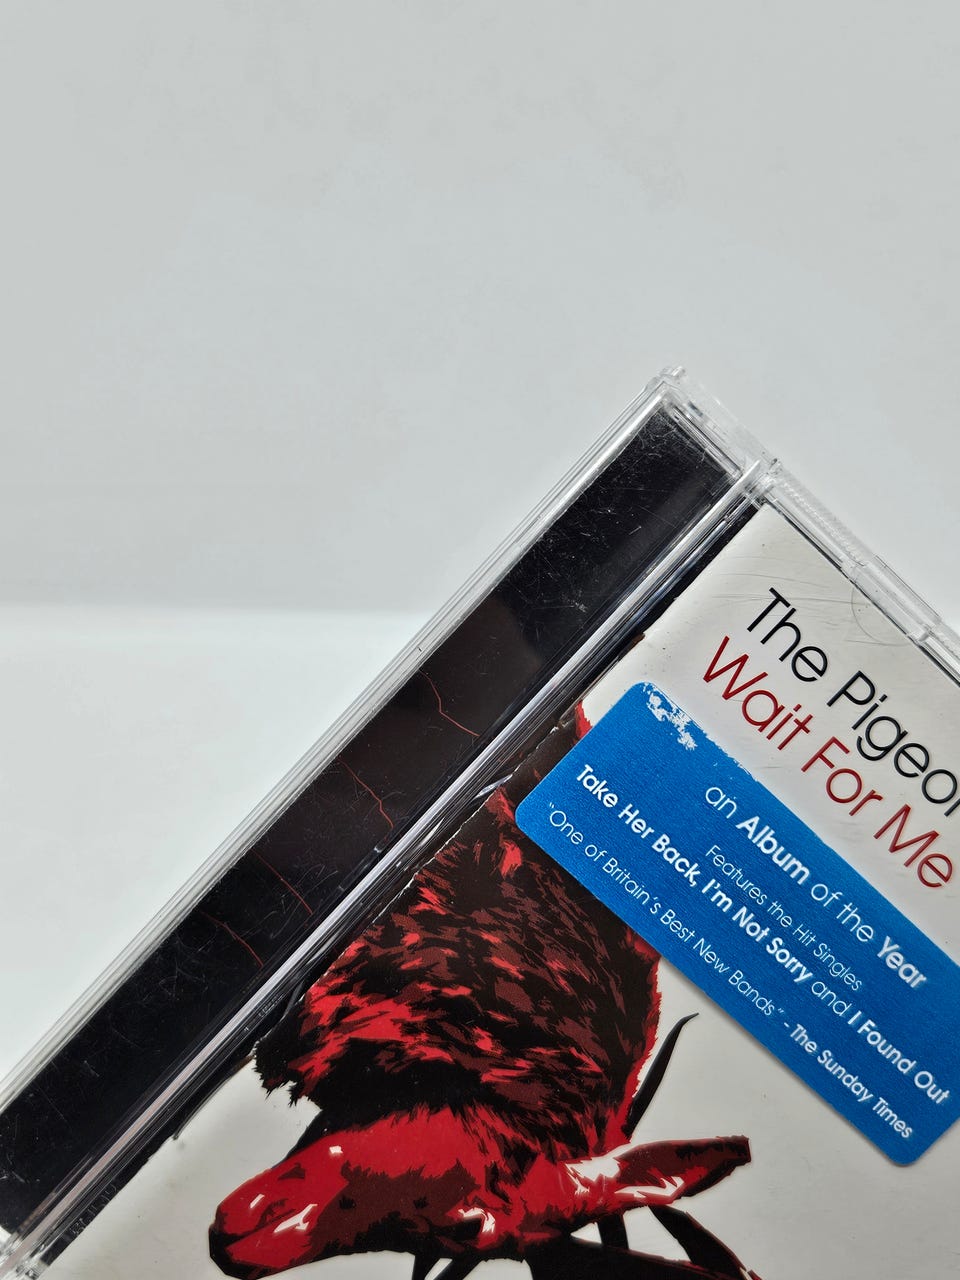 The Pigeon
Wait For Me
an Album of the Year
Features the Hit Singles
Take Her Back, I'm Not Sorry and I Found Out
"One of Britain's Best New Bands" - The Sunday Times